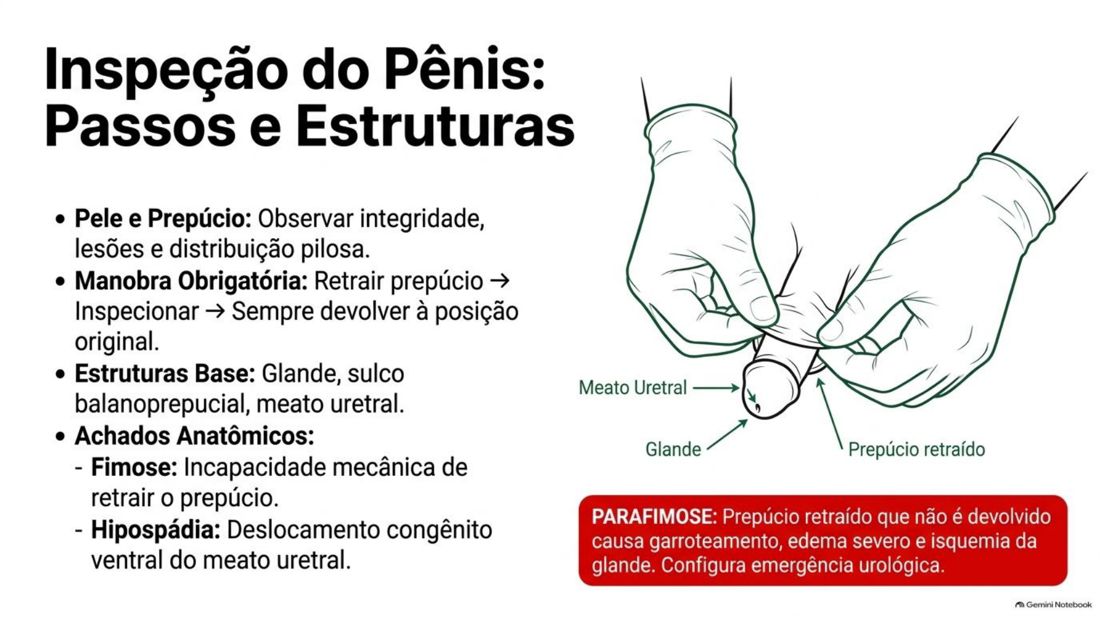 Inspeção do Pênis:
Passos e Estruturas
• Pele e Prepúcio: Observar integridade,
lesões e distribuição pilosa.
• Manobra Obrigatória: Retrair prepúcio →
Inspecionar → Sempre devolver à posição
original.
• Estruturas Base: Glande, sulco
balanoprepucial, meato uretral.
• Achados Anatômicos:
- Fimose: Incapacidade mecânica de
retrair o prepúcio.
- Hipospádia: Deslocamento congênito
ventral do meato uretral.
Meato Uretral
Glande
Prepúcio retraído
PARAFIMOSE: Prepúcio retraído que não é devolvido
causa garroteamento, edema severo e isquemia da
glande. Configura emergência urológica.
Gemini Notebook